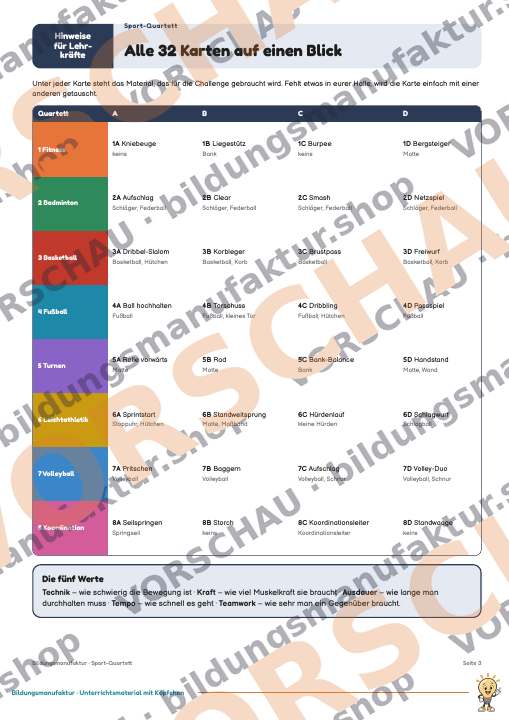 Hinweise
für Lehr-
kräfte
Sport-Quartett
Alle 32 Karten auf einen Blick
Unter jeder Karte steht das Material, das für die Challenge gebraucht wird. Fehlt etwas in eurer Halle, wird die Karte einfach mit einer
anderen getauscht.
Quartett A B C D
1 Fitness 1A Kniebeuge 1B Liegestütz 1C Burpee 1D Bergsteiger
keins Bank keins Matte
2 Badminton 2A Aufschlag 2B Clear 2C Smash 2D Netzspiel
Schläger, Federball Schläger, Federball Schläger, Federball Schläger, Federball
3 Basketball 3A Dribbel-Slalom 3B Korbleger 3C Brustpass 3D Freiwurf
Basketball, Hütchen Basketball, Korb Basketball Basketball, Korb
4 Fußball 4A Ball hochhalten 4B Torschuss 4C Dribbling 4D Passspiel
Fußball Fußball, kleines Tor Fußball, Hütchen Fußball
5 Turnen 5A Rolle vorwärts 5B Rad 5C Bank-Balance 5D Handstand
Matte Matte Bank Matte, Wand
6 Leichtathletik 6A Sprintstart 6B Standweitsprung 6C Hürdenlauf 6D Schlagwurf
Stoppuhr, Hütchen Matte, Maßband kleine Hürden Schlagball
7 Volleyball 7A Pritschen 7B Baggern 7C Aufschlag 7D Volley-Duo
Volleyball Volleyball Volleyball, Schnur Volleyball, Schnur
8 Koordination 8A Seilspringen 8B Storch 8C Koordinationsleiter 8D Standwaage
Springseil keins Koordinationsleiter keins
Die fünf Werte
Technik – wie schwierig die Bewegung ist · Kraft – wie viel Muskelkraft sie braucht · Ausdauer – wie lange man
durchhalten muss · Tempo – wie schnell es geht · Teamwork – wie sehr man ein Gegenüber braucht.
Bildungsmanufaktur · Sport-Quartett Seite 3
Bildungsmanufaktur · Unterrichtsmaterial mit Köpfchen
VORSCHAU · bildungsmanufaktur.shop
VORSCHAU